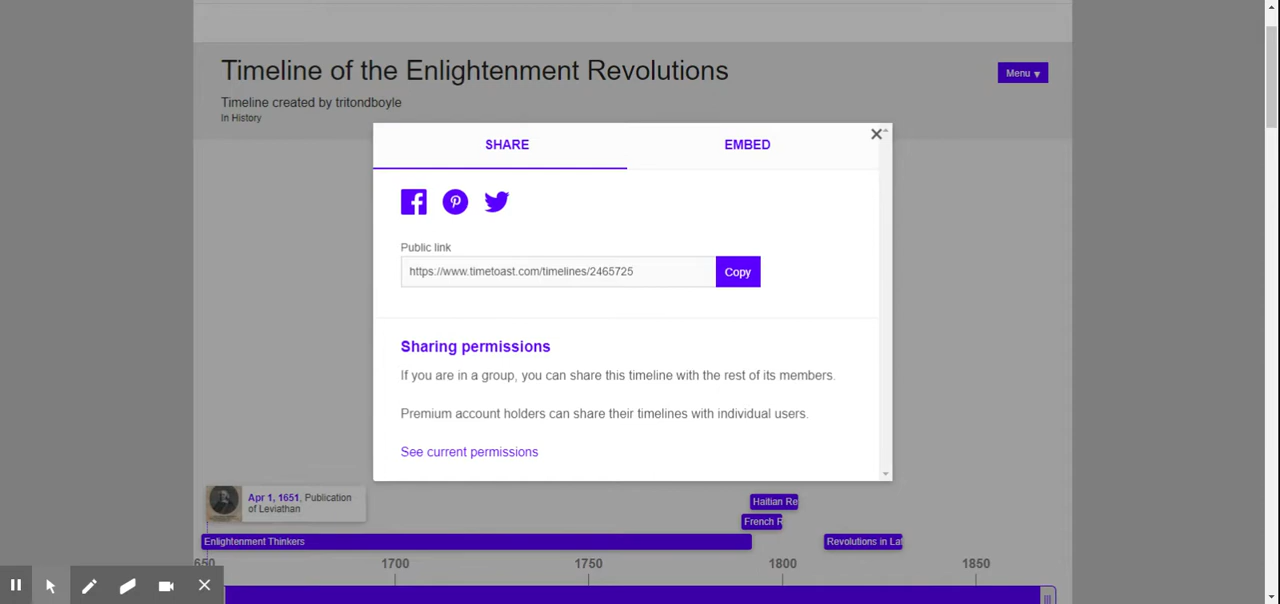 Timeline of the Enlightenment Revolutions
Menu ▾
Timeline created by tritondboyle
In History
SHARE
EMBED
Public link
https://www.timetoast.com/timelines/2465725
Copy
Sharing permissions
If you are in a group, you can share this timeline with the rest of its members.
Premium account holders can share their timelines with individual users.
See current permissions
Apr 1, 1651, Publication
of Leviathan
Haitian Re
French R
Enlightenment Thinkers
Revolutions in Lat
650
1700
1750
1800
1850